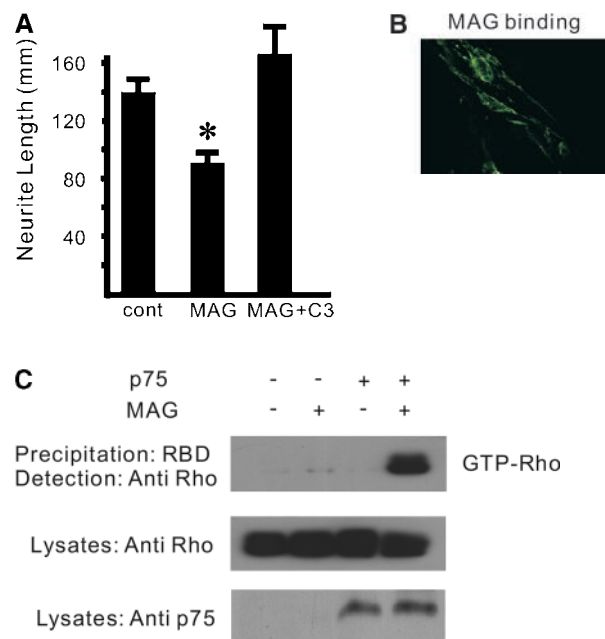 A
Neurite Length (mm)
160
120
80
40
*
cont MAG MAG+C3
B
MAG binding
C
p75 - - + +
MAG - + - +
Precipitation: RBD
Detection: Anti Rho
GTP-Rho
Lysates: Anti Rho
Lysates: Anti p75